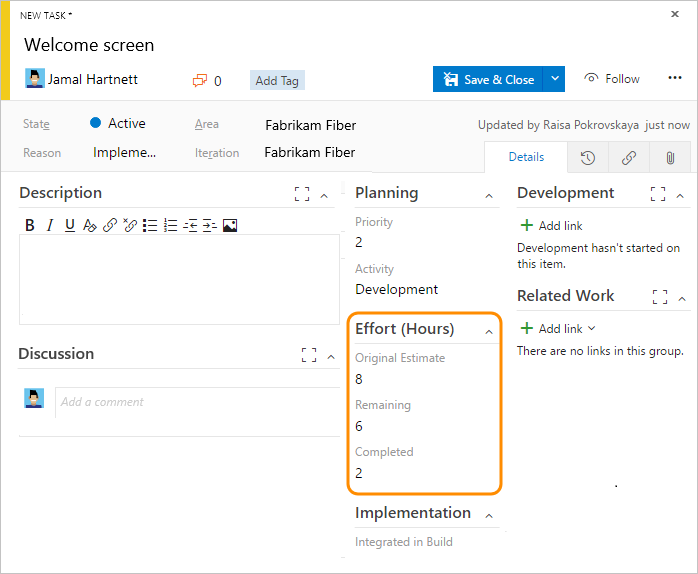 NEW TASK *
Welcome screen
Jamal Hartnett
0
Add Tag
Save & Close
Follow
State
Active
Area
Fabrikam Fiber
Updated by Raisa Pokrovskaya just now
Reason
Impleme...
Iteration
Fabrikam Fiber
Details
Description
B I U
Discussion
Add a comment
Planning
Priority
2
Activity
Development
Effort (Hours)
Original Estimate
8
Remaining
6
Completed
2
Implementation
Integrated in Build
Development
Add link
Development hasn't started on
this item.
Related Work
Add link
There are no links in this group.